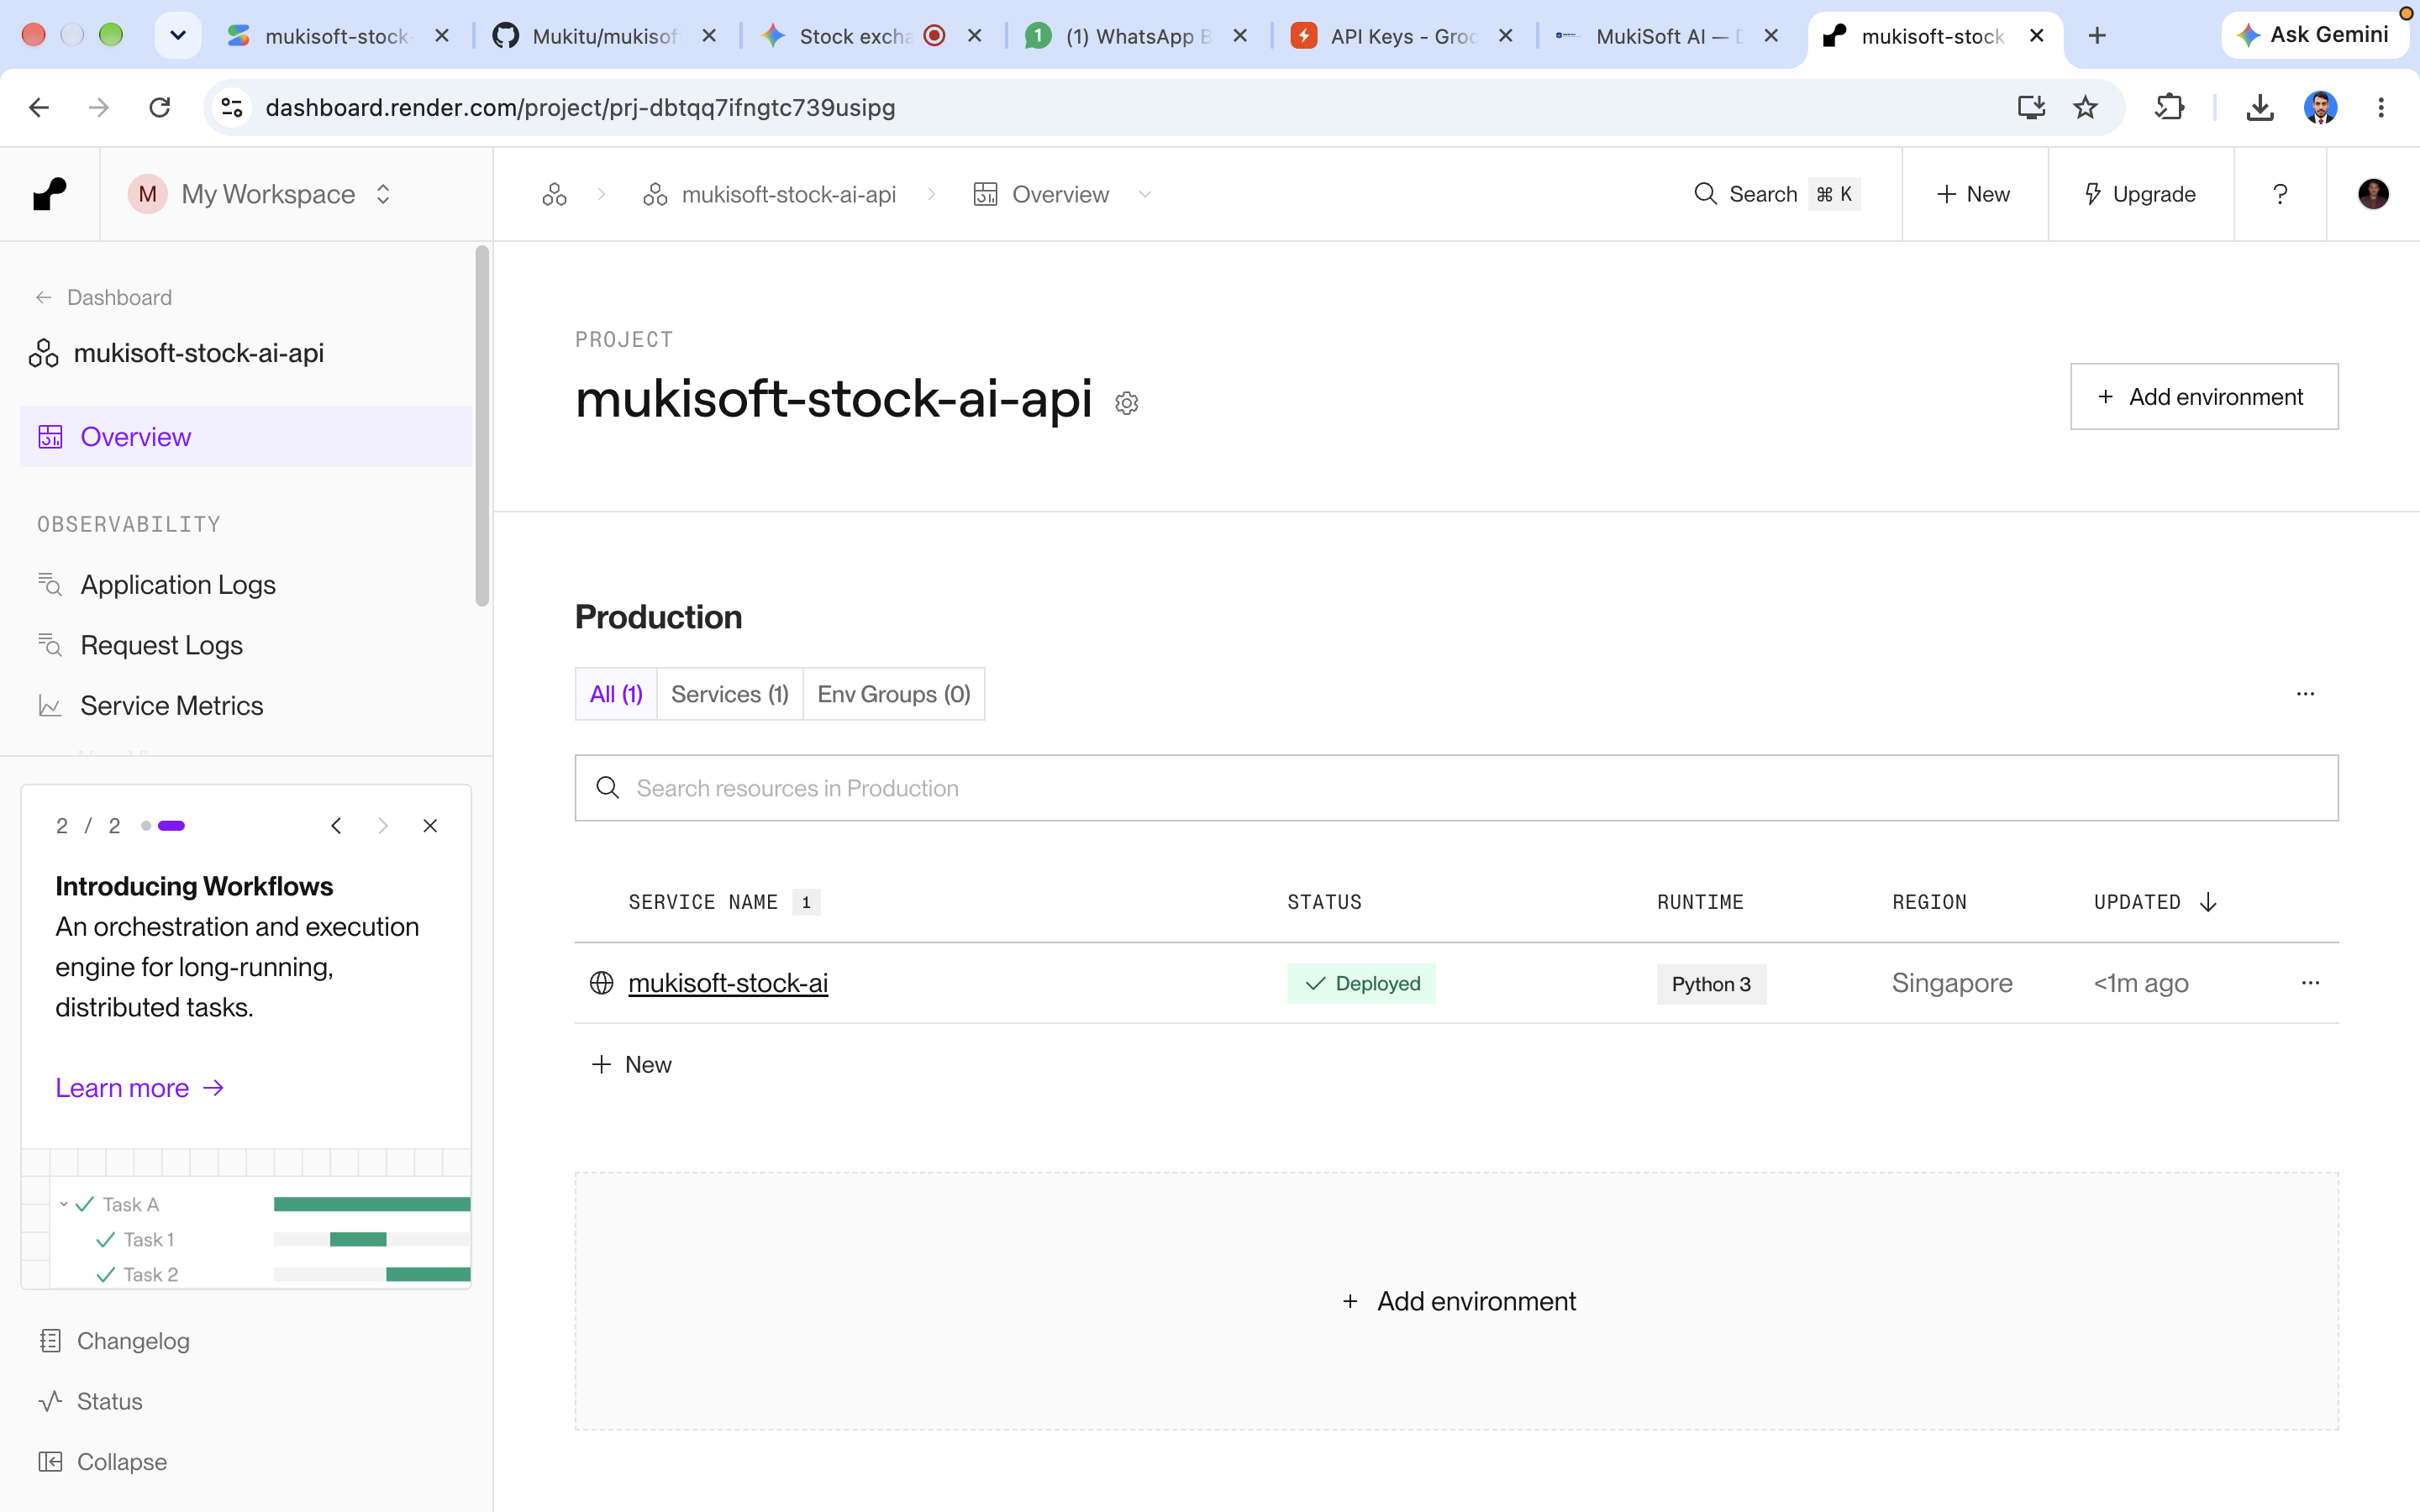 mukisoft-stock-
Mukitu/mukisof
Stock excha
1
(1) WhatsApp B
API Keys - Groq
MukiSoft AI —
mukisoft-stock
Ask Gemini
dashboard.render.com/project/prj-dbtqq7ifngtc739usipg
M
My Workspace
mukisoft-stock-ai-api
Overview
Search ⌘ K
+ New
Upgrade
?
← Dashboard
mukisoft-stock-ai-api
Overview
OBSERVABILITY
Application Logs
Request Logs
Service Metrics
2 / 2
Introducing Workflows
An orchestration and execution
engine for long-running,
distributed tasks.
Learn more →
Task A
Task 1
Task 2
Changelog
Status
Collapse
PROJECT
mukisoft-stock-ai-api
+ Add environment
Production
All (1)
Services (1)
Env Groups (0)
Search resources in Production
SERVICE NAME 1
STATUS
RUNTIME
REGION
UPDATED ↓
mukisoft-stock-ai
Deployed
Python 3
Singapore
<1m ago
+ New
+ Add environment